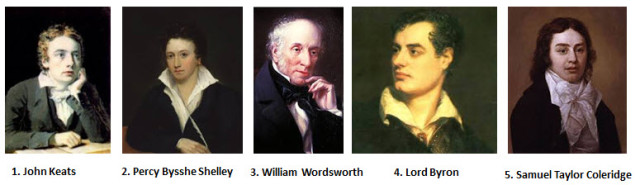 1. John Keats
2. Percy Bysshe Shelley
3. William Wordsworth
4. Lord Byron
5. Samuel Taylor Coleridge